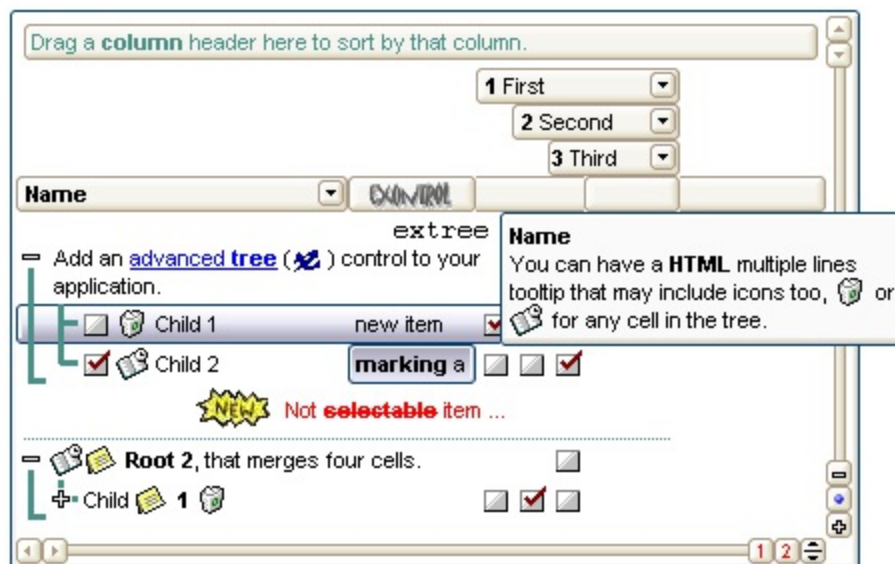 Drag a column header here to sort by that column.
1 First
2 Second
3 Third
Name
EXONTROL
extree
Name
You can have a HTML multiple lines
tooltip that may include icons too, or
for any cell in the tree.
Add an advanced tree ( ) control to your
application.
Child 1 new item
Child 2 marking a
NEW Not selectable item ...
Root 2, that merges four cells.
Child 1
1 2